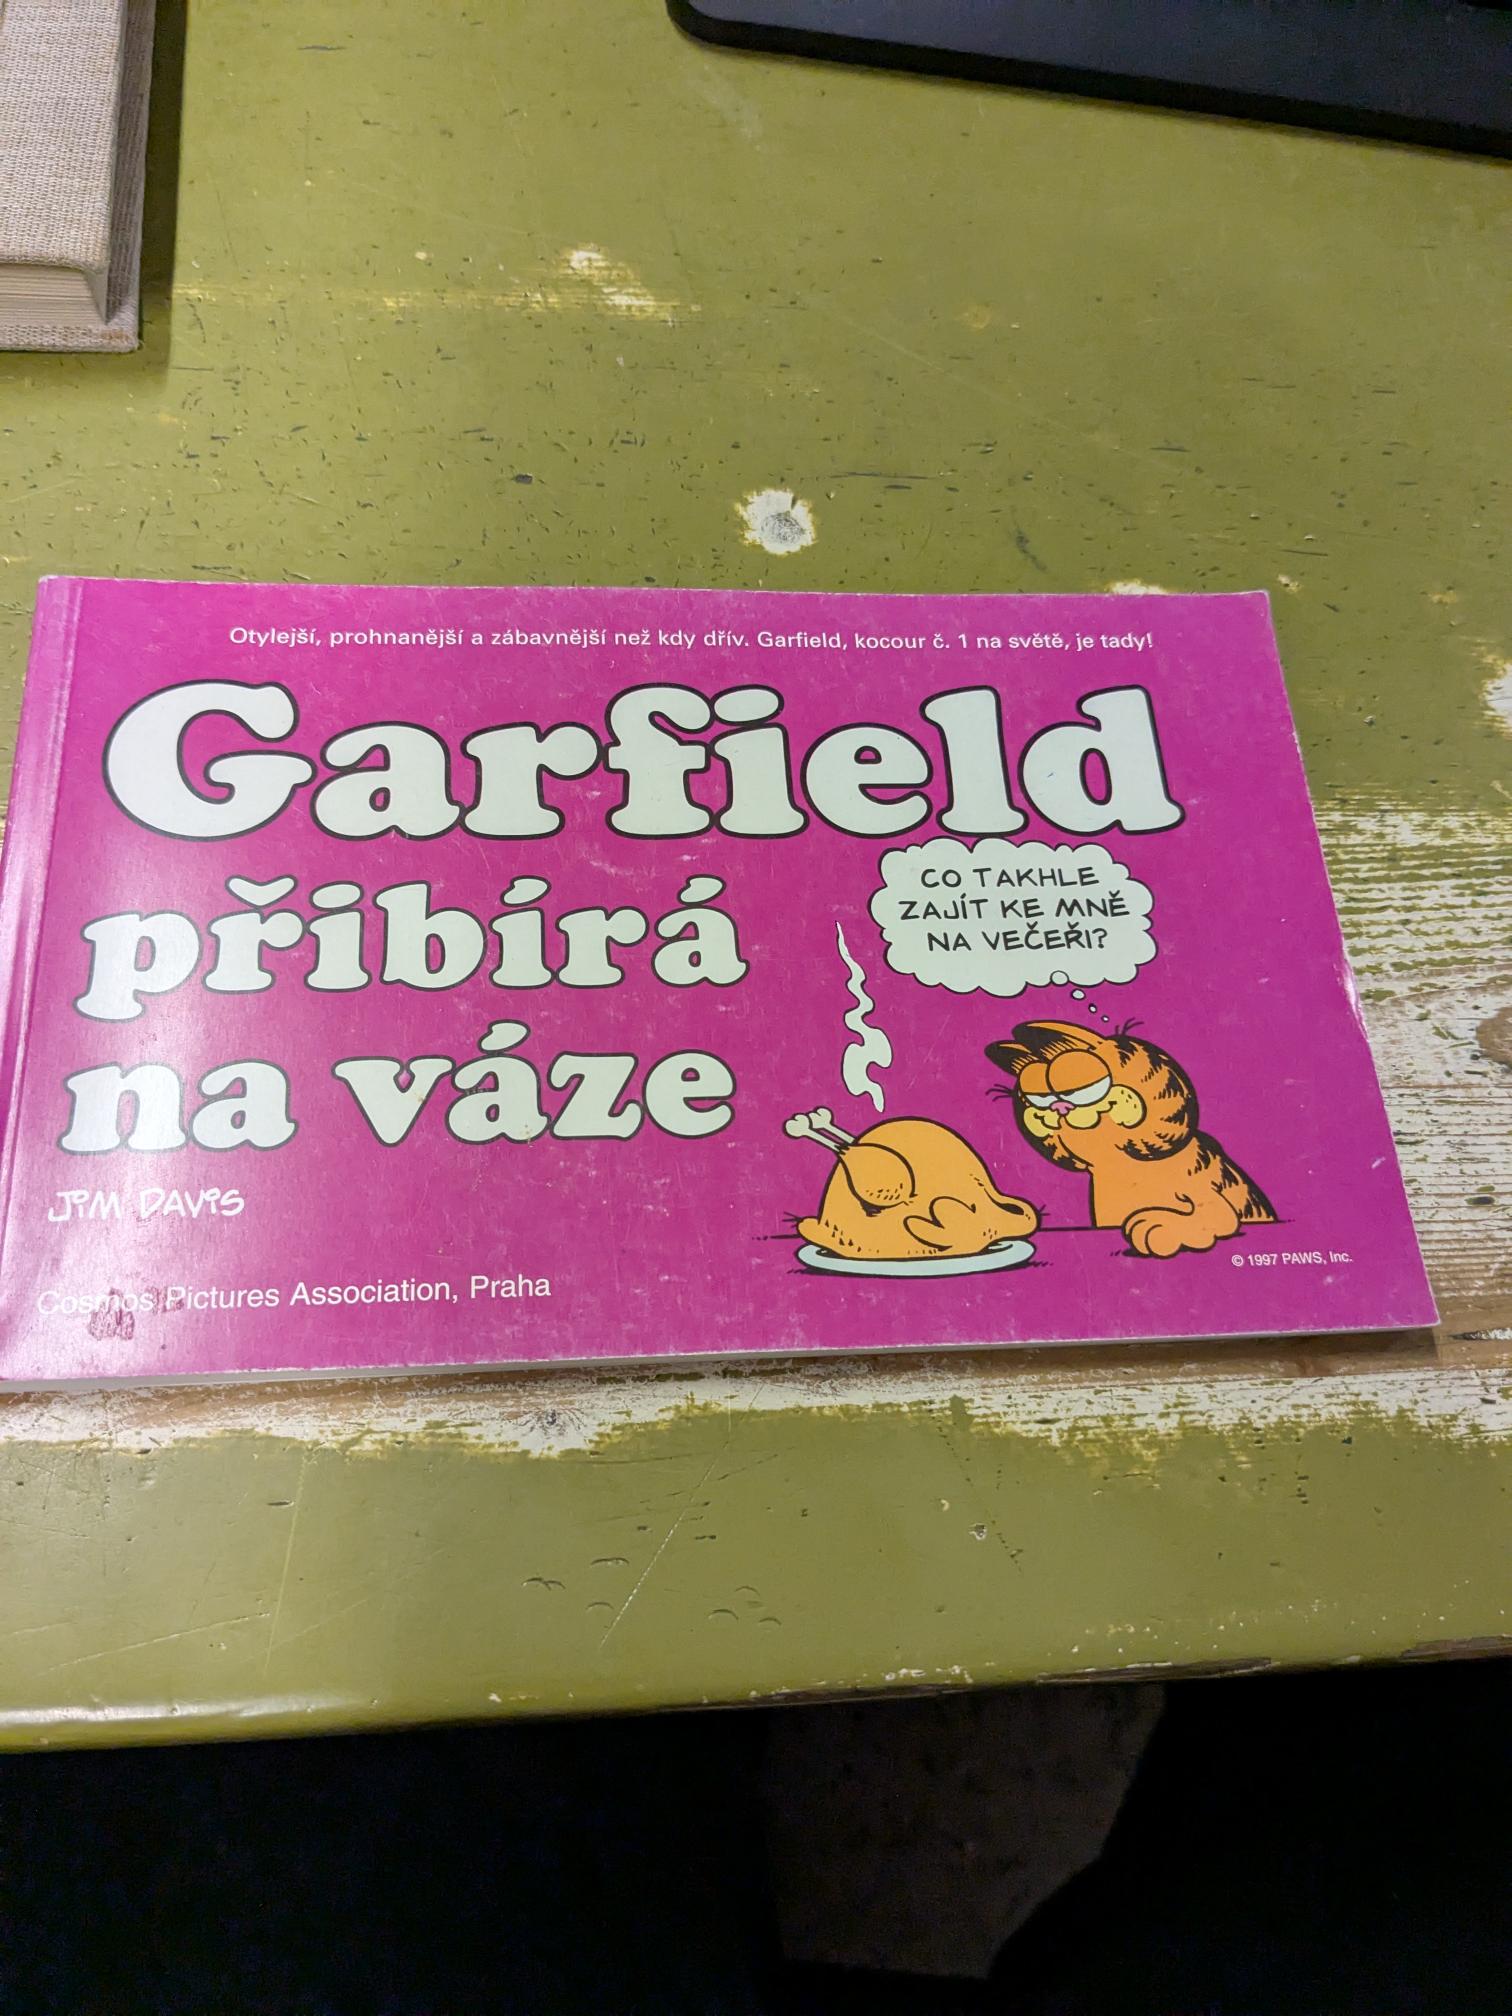 Otylejší, prohnanější a zábavnější než kdy dřív. Garfield, kocour č. 1 na světě, je tady!
Garfield
přibírá
na váze
CO TAKHLE
ZAJÍT KE MNĚ
NA VEČEŘI?
JIM DAVIS
© 1997 PAWS, Inc.
Cosmos Pictures Association, Praha